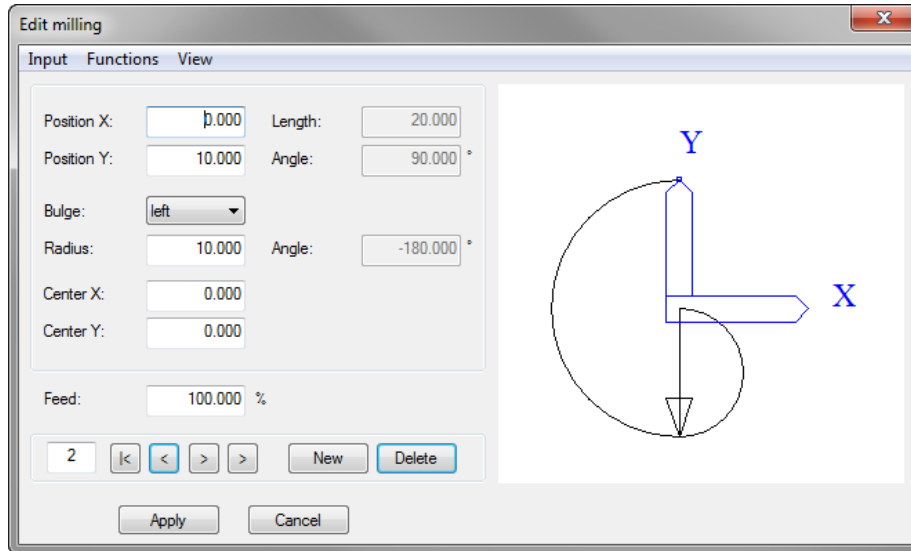 Edit milling
x
Input Functions View
Position X: 0.000 Length: 20.000
Position Y: 10.000 Angle: 90.000 °
Bulge: left
Radius: 10.000 Angle: -180.000 °
Center X: 0.000
Center Y: 0.000
Feed: 100.000 %
2 |< < > > New Delete
Apply Cancel
Y
X